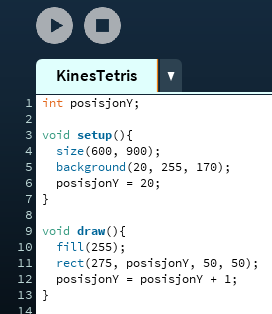 KinesTetris ▼
1 int posisjonY;
2
3 void setup(){
4   size(600, 900);
5   background(20, 255, 170);
6   posisjonY = 20;
7 }
8
9 void draw(){
10   fill(255);
11   rect(275, posisjonY, 50, 50);
12   posisjonY = posisjonY + 1;
13 }
14